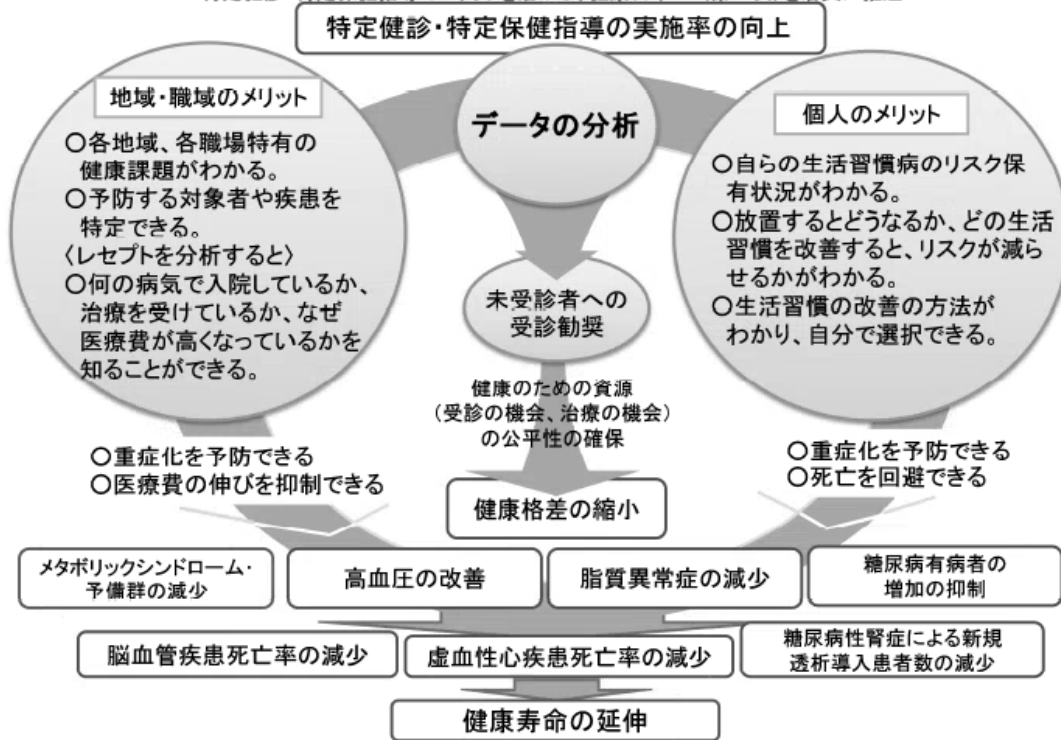 特定健診・特定保健指導の実施率の向上
地域・職域のメリット
○各地域、各職場特有の
健康課題がわかる。
○予防する対象者や疾患を
特定できる。
〈レセプトを分析すると〉
○何の病気で入院しているか、
治療を受けているか、なぜ
医療費が高くなっているかを
知ることができる。
データの分析
個人のメリット
○自らの生活習慣病のリスク保
有状況がわかる。
○放置するとどうなるか、どの生活
習慣を改善すると、リスクが減ら
せるかがわかる。
○生活習慣の改善の方法が
わかり、自分で選択できる。
未受診者への
受診勧奨
健康のための資源
(受診の機会、治療の機会)
の公平性の確保
○重症化を予防できる
○医療費の伸びを抑制できる
○重症化を予防できる
○死亡を回避できる
健康格差の縮小
メタボリックシンドローム・
予備群の減少
高血圧の改善
脂質異常症の減少
糖尿病有病者の
増加の抑制
脳血管疾患死亡率の減少
虚血性心疾患死亡率の減少
糖尿病性腎症による新規
透析導入患者数の減少
健康寿命の延伸